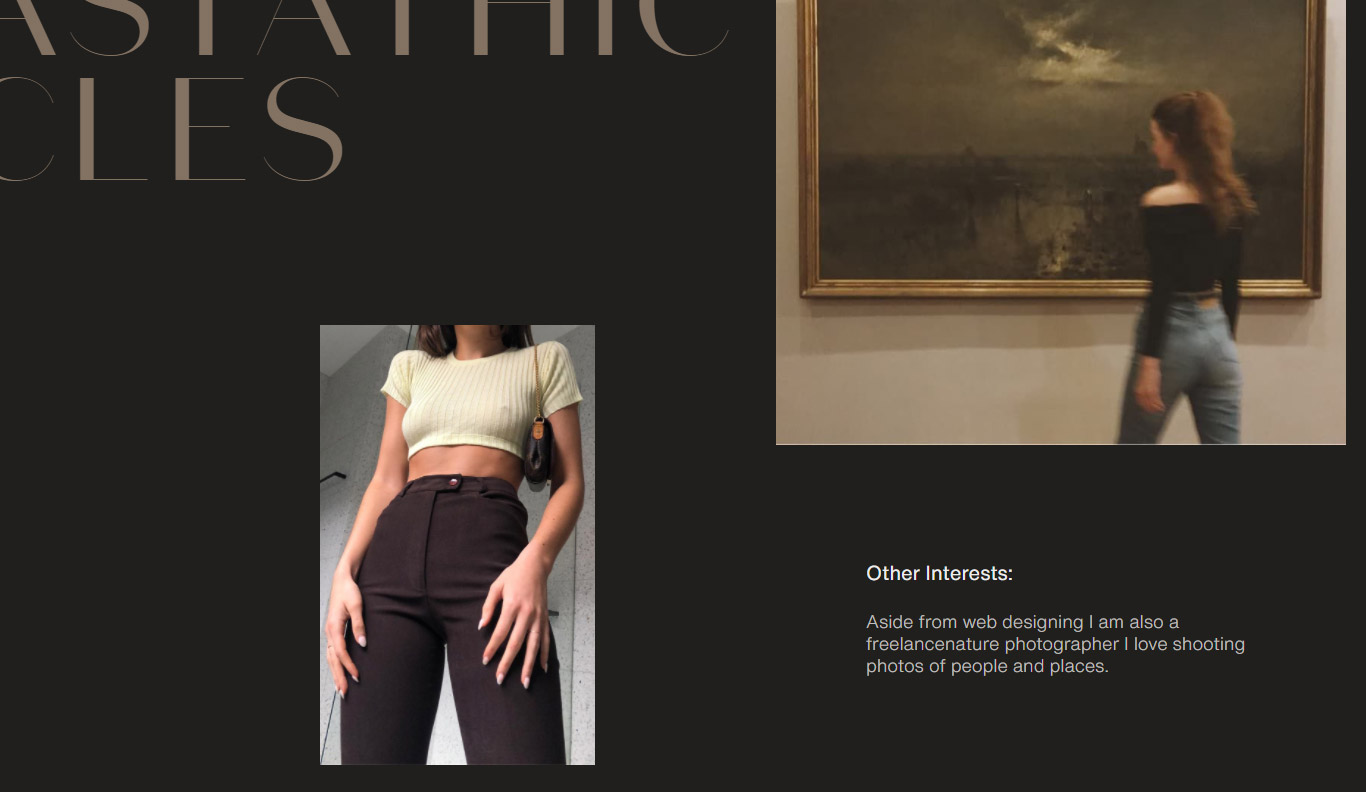 ASTATHIC
CLES
Other Interests:
Aside from web designing I am also a
freelancenature photographer I love shooting
photos of people and places.